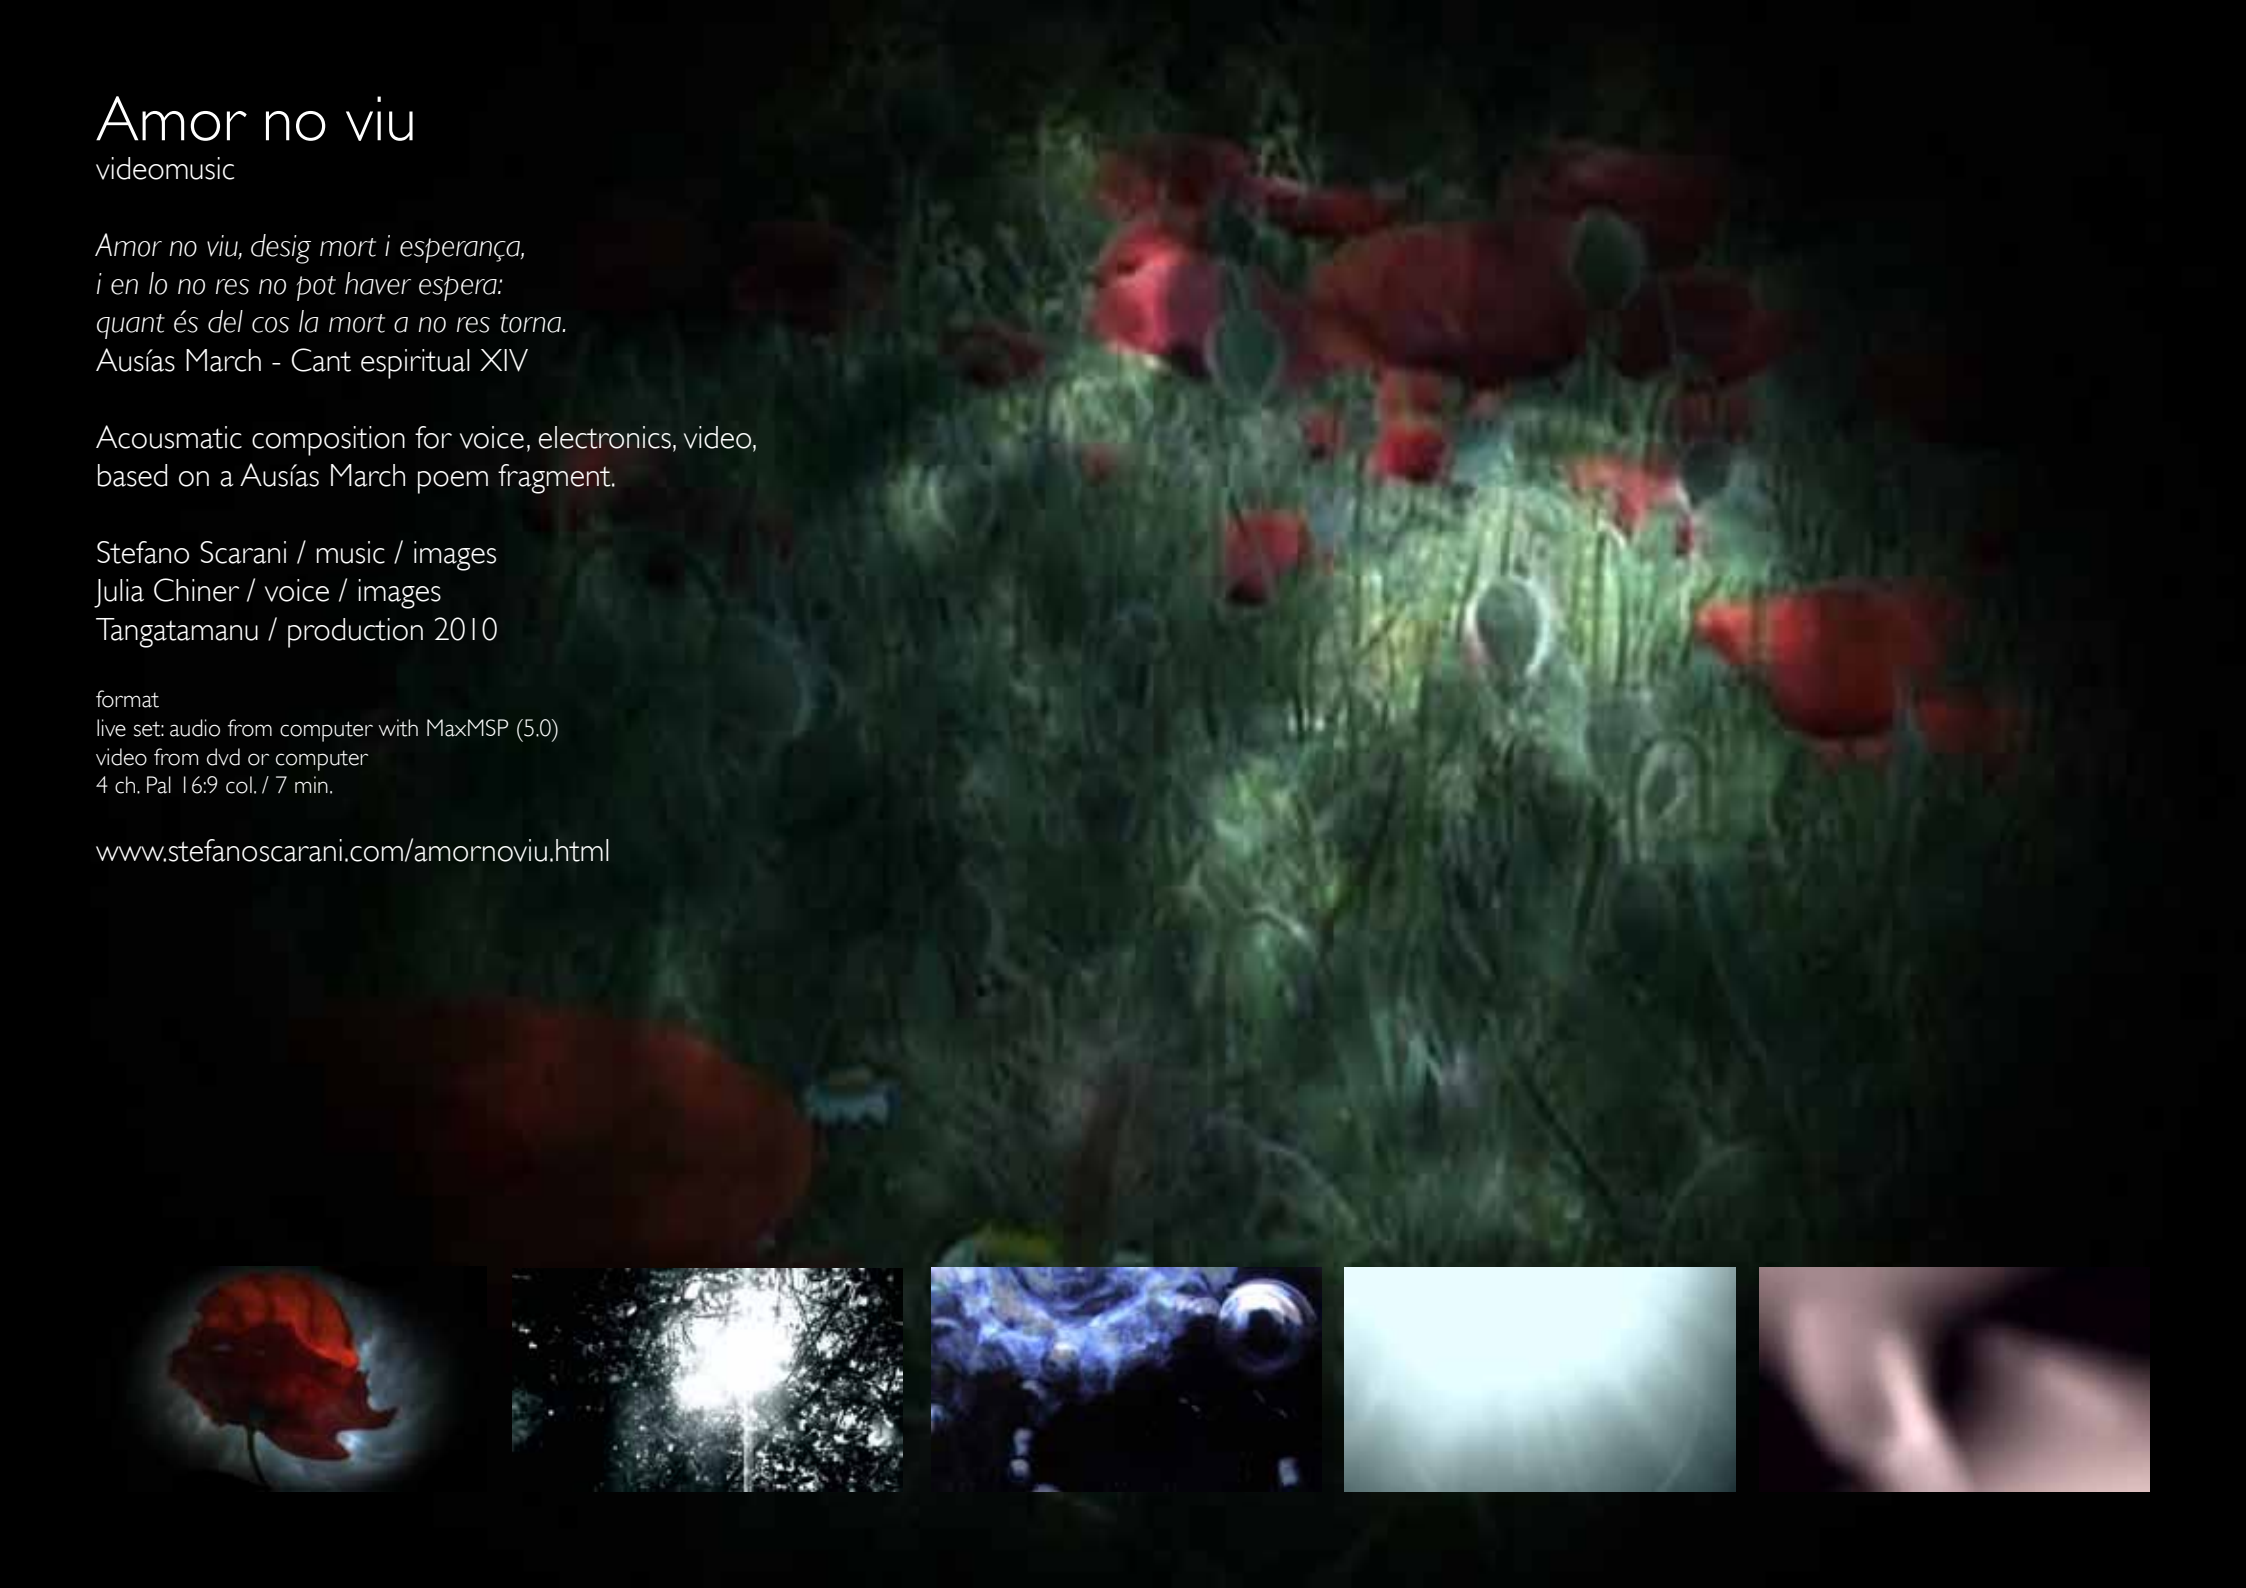 Amor no viu
videomusic
Amor no viu, desig mort i esperança,
i en lo no res no pot haver espera:
quant és del cos la mort a no res torna.
Ausías March - Cant espiritual XIV
Acousmatic composition for voice, electronics, video,
based on a Ausías March poem fragment.
Stefano Scarani / music / images
Julia Chiner / voice / images
Tangatamanu / production 2010
format
live set: audio from computer with MaxMSP (5.0)
video from dvd or computer
4 ch. Pal 16:9 col. / 7 min.
www.stefanoscarani.com/amornoviu.html